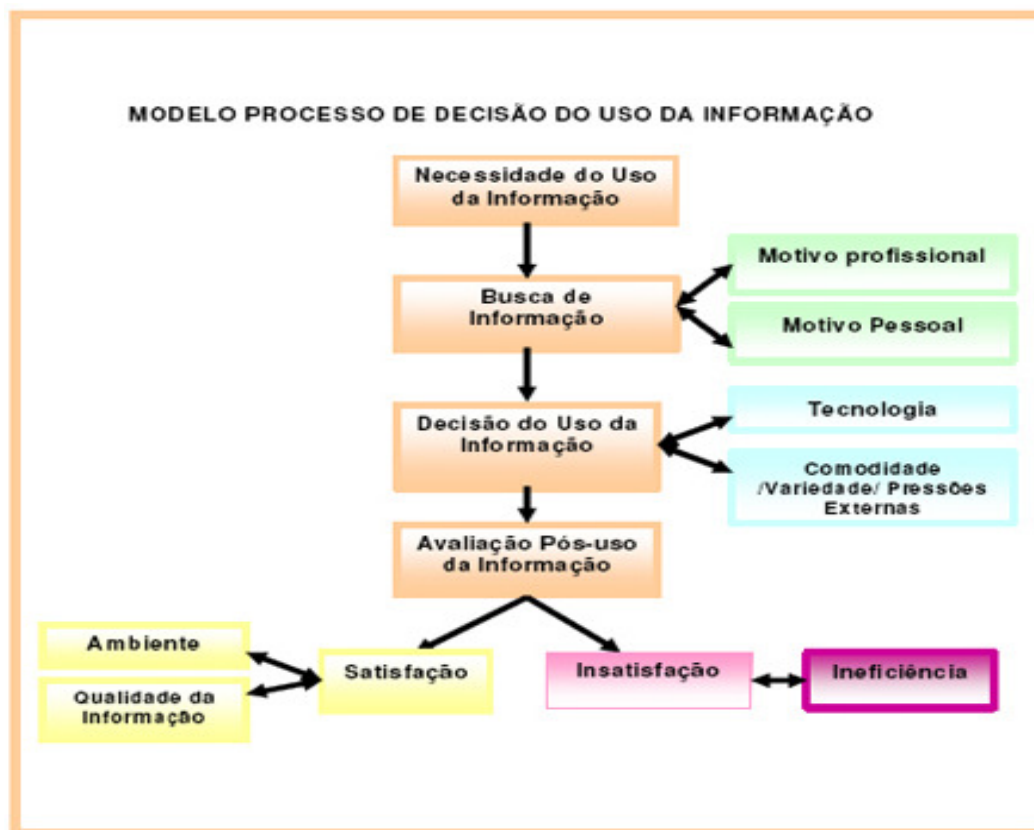 MODELO PROCESSO DE DECISÃO DO USO DA INFORMAÇÃO
Necessidade do Uso
da Informação
Busca de
Informação
Motivo profissional
Motivo Pessoal
Decisão do Uso da
Informação
Tecnologia
Comodidade
/Variedade/ Pressões
Externas
Avaliação Pós-uso
da Informação
Ambiente
Qualidade da
Informação
Satisfação
Insatisfação
Ineficiência